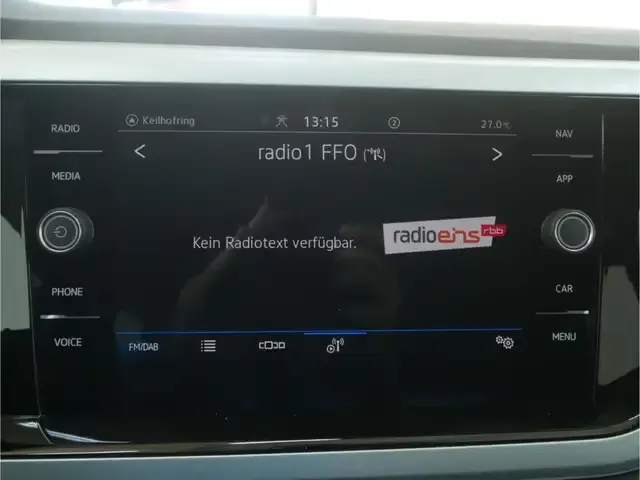 RADIO
MEDIA
PHONE
VOICE
Keilhofring
13:15
2
27.0°C
radio1 FFO
Kein Radiotext verfügbar.
radioeins rbb
FM/DAB
NAV
APP
CAR
MENU